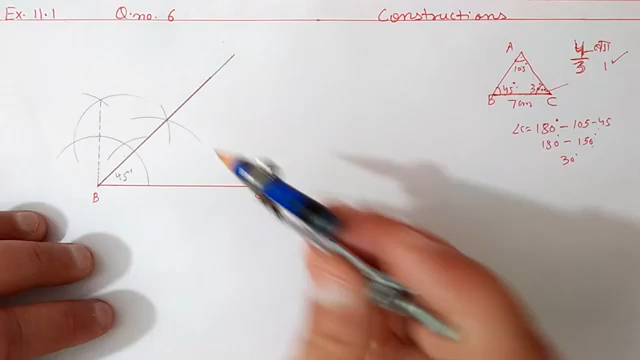 Ex. 11.1 Q.no. 6 Constructions
A
105°
45° 30°
B 7cm C
4/3 1 ✓
∠C= 180° - 105 - 45
180 - 150°
30°
45°
B